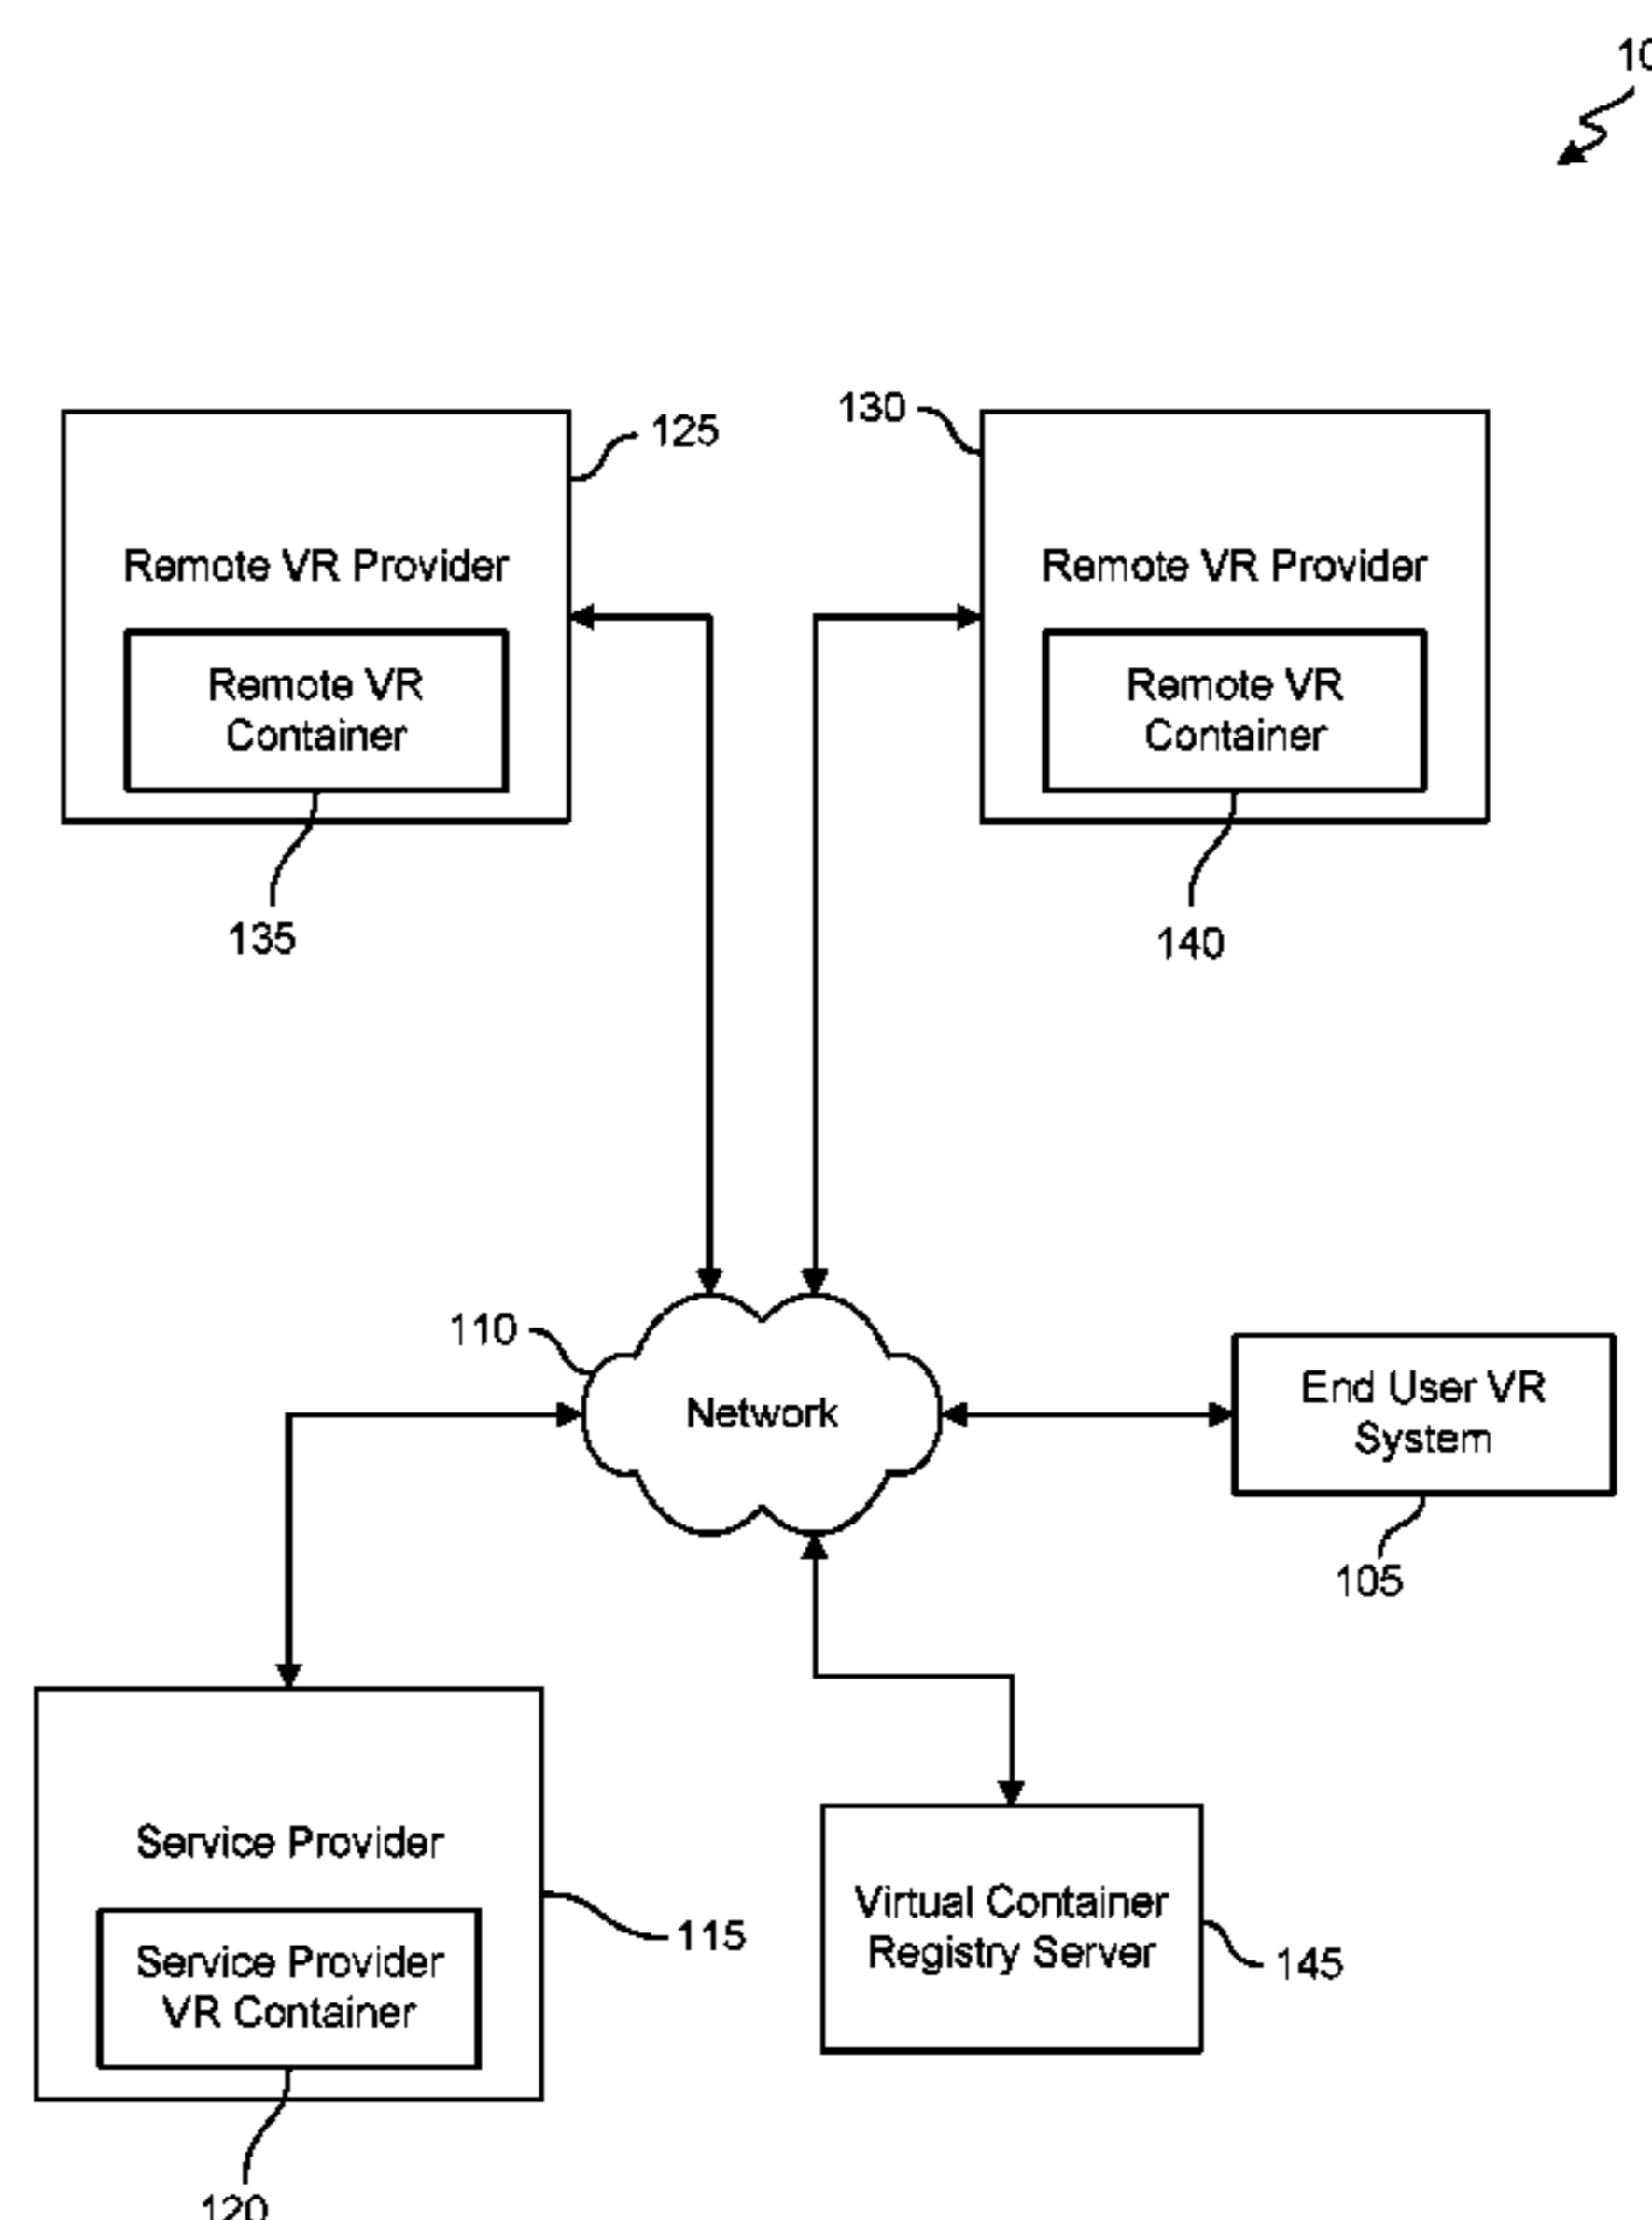 125
130
Remote VR Provider
Remote VR
Container
135
Remote VR Provider
Remote VR
Container
140
110
Network
End User VR
System
105
Service Provider
Service Provider
VR Container
115
120
Virtual Container
Registry Server
145